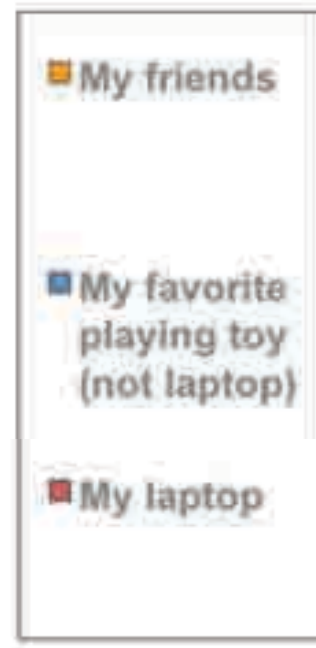 My friends
My favorite
playing toy
(not laptop)
My laptop